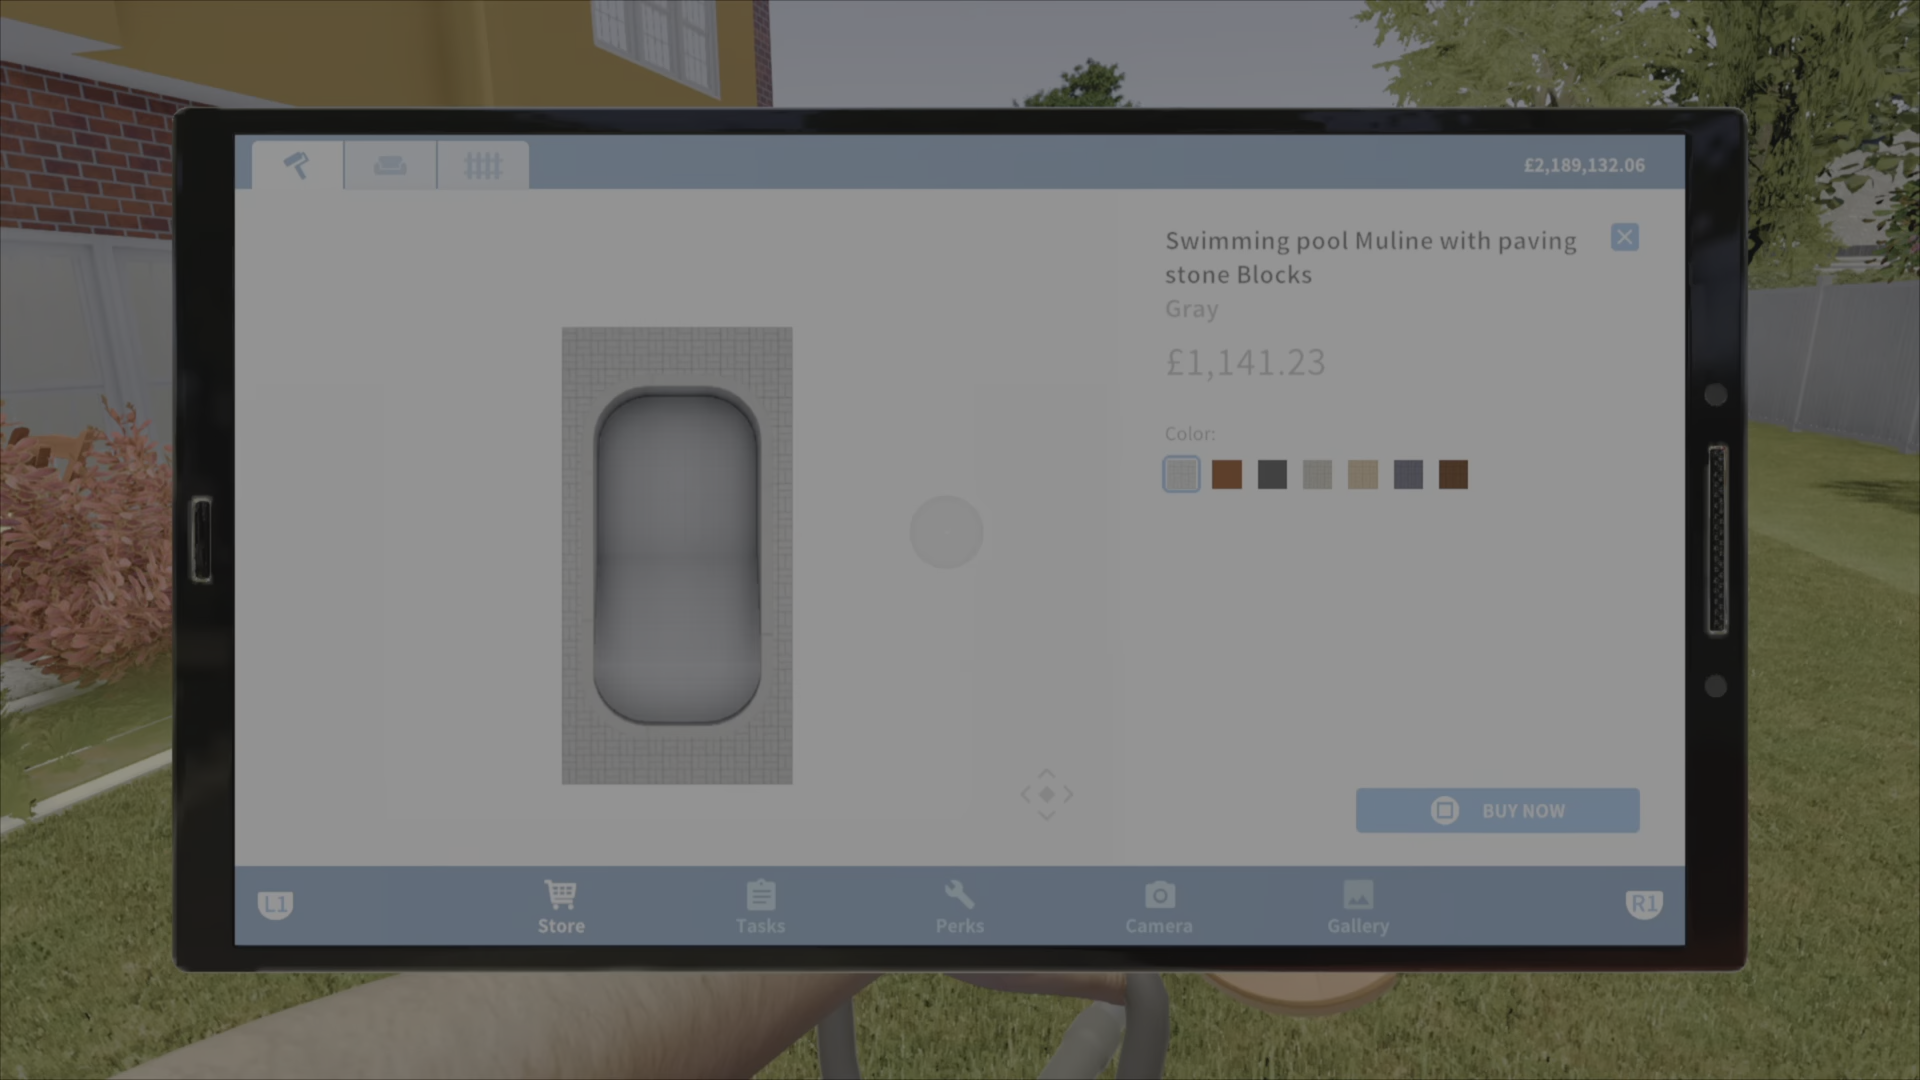 £2,189,132.06
Swimming pool Muline with paving
stone Blocks
Gray
£1,141.23
Color:
BUY NOW
L1
Store
Tasks
Perks
Camera
Gallery
R1